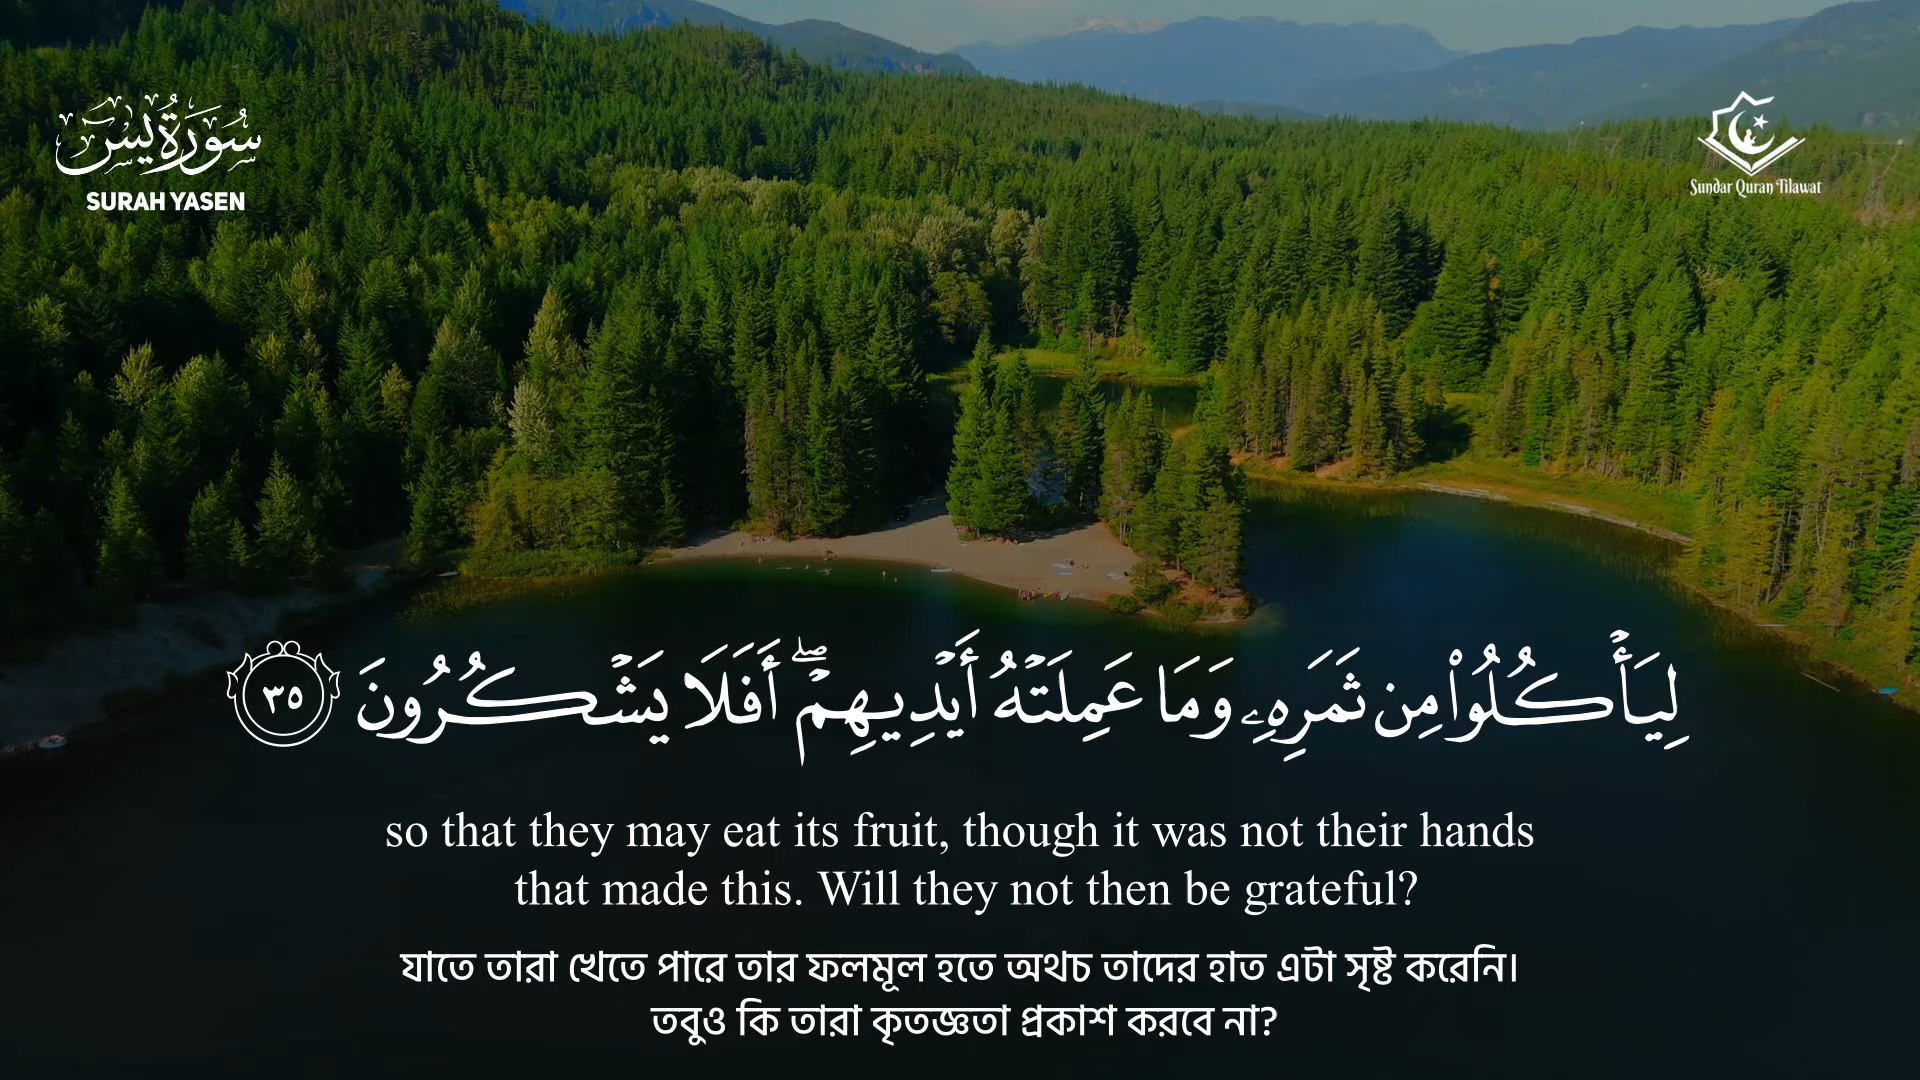 سُورَةُ يس
SURAH YASEN
Sundar Quran Tilawat
لِيَأْكُلُوا۟ مِن ثَمَرِهِۦ وَمَا عَمِلَتْهُ أَيْدِيهِمْ ۖ أَفَلَا يَشْكُرُونَ ٣٥
so that they may eat its fruit, though it was not their hands
that made this. Will they not then be grateful?
যাতে তারা খেতে পারে তার ফলমূল হতে অথচ তাদের হাত এটা সৃষ্ট করেনি।
তবুও কি তারা কৃতজ্ঞতা প্রকাশ করবে না?